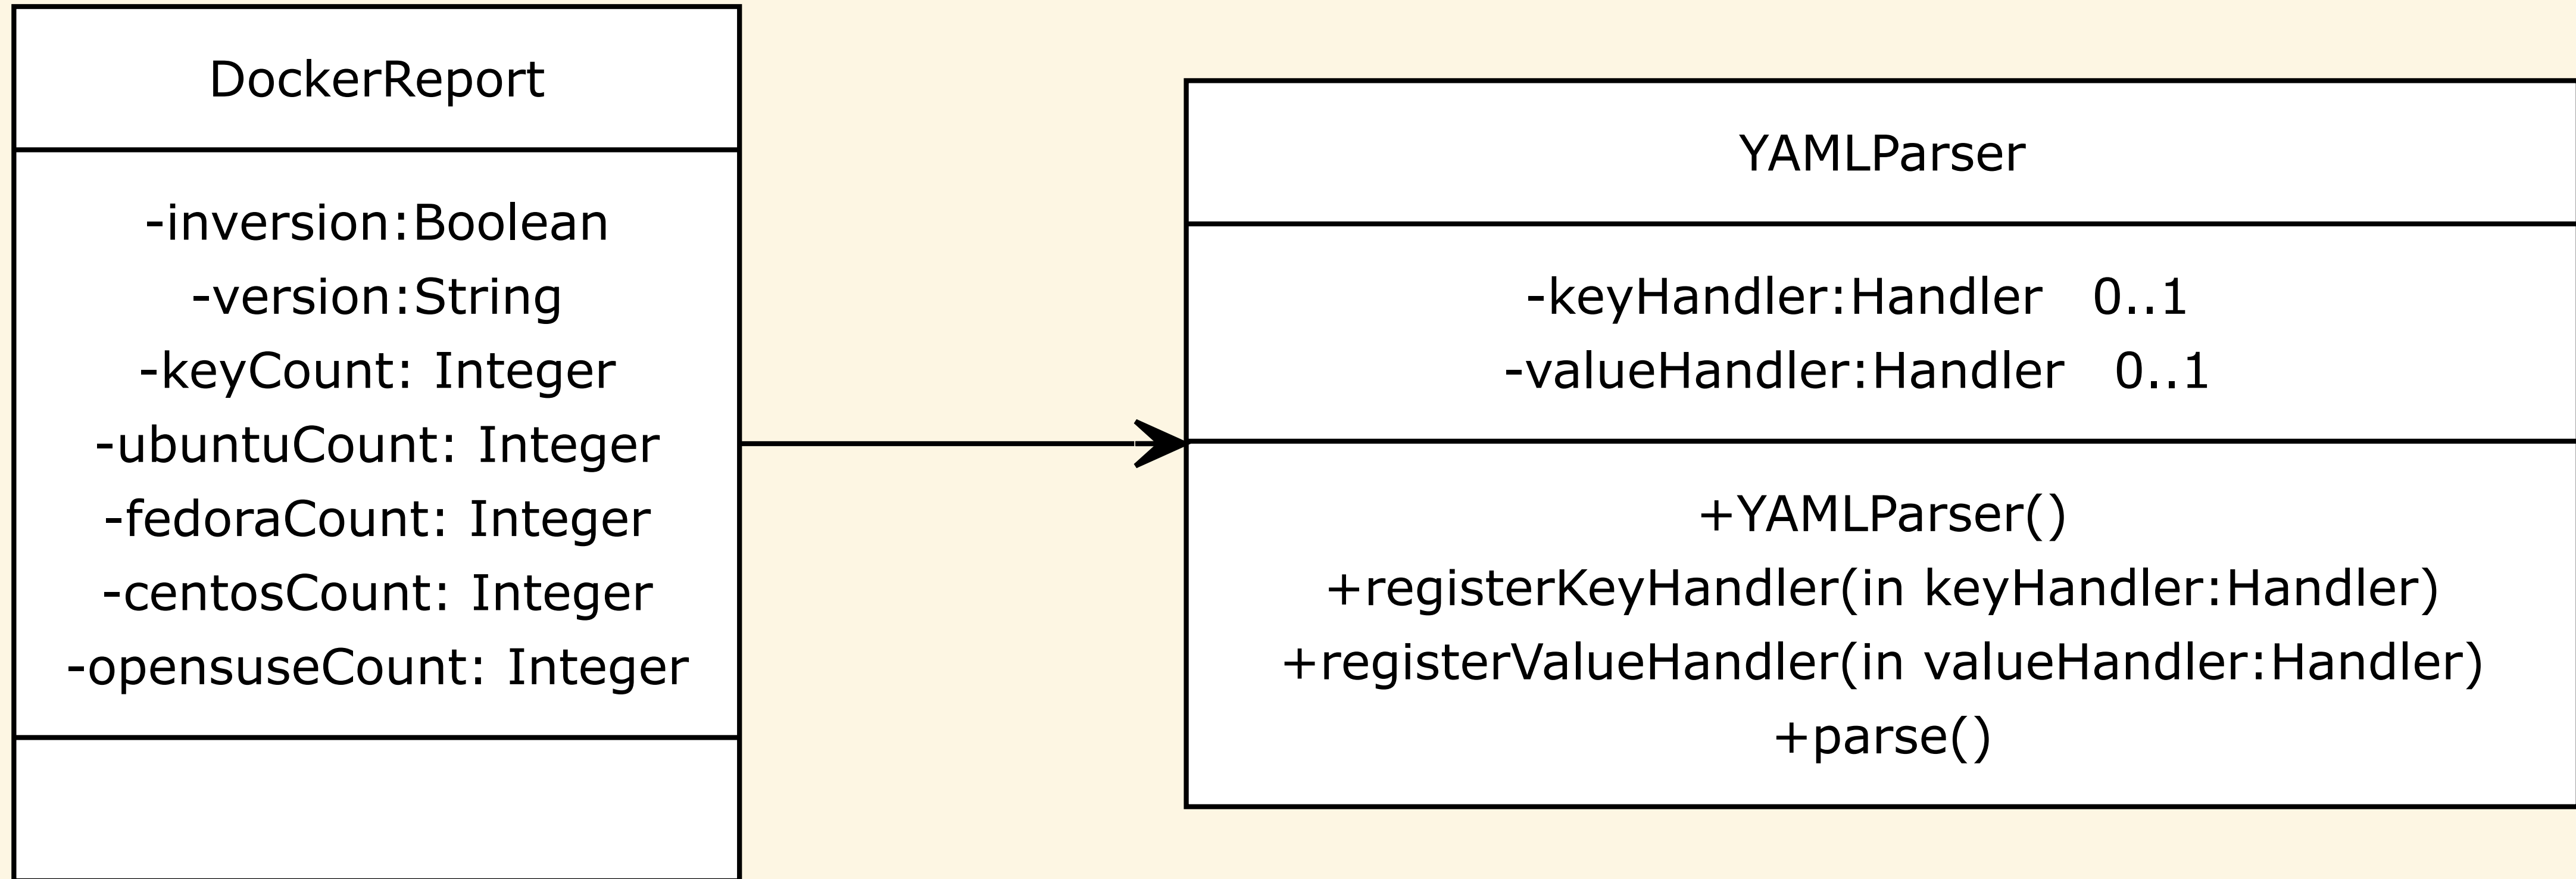 DockerReport
-inversion:Boolean
-version:String
-keyCount: Integer
-ubuntuCount: Integer
-fedoraCount: Integer
-centosCount: Integer
-opensuseCount: Integer
YAMLParser
-keyHandler:Handler   0..1
-valueHandler:Handler   0..1
+YAMLParser()
+registerKeyHandler(in keyHandler:Handler)
+registerValueHandler(in valueHandler:Handler)
+parse()